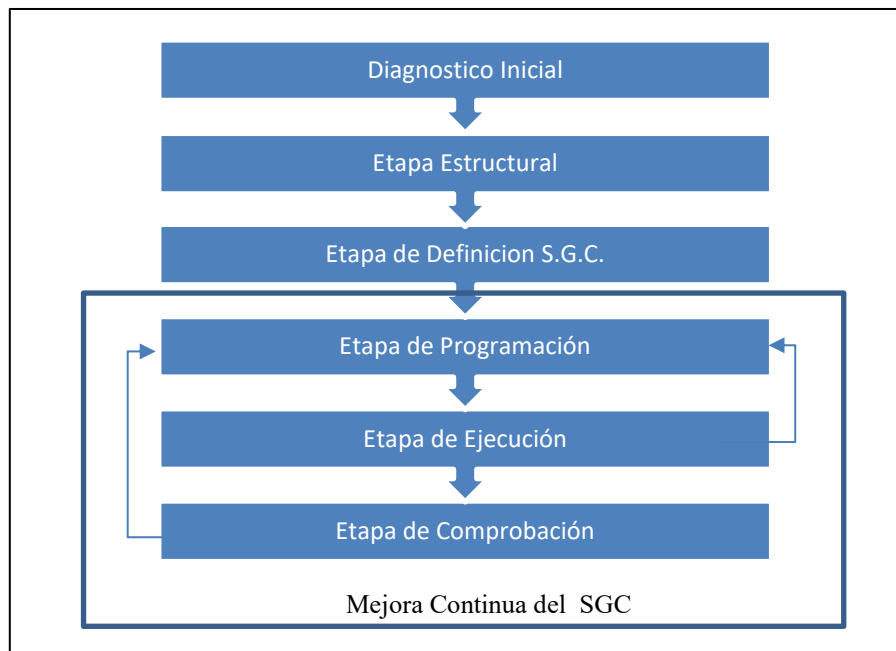 Diagnostico Inicial
Etapa Estructural
Etapa de Definicion S.G.C.
Etapa de Programación
Etapa de Ejecución
Etapa de Comprobación
Mejora Continua del SGC